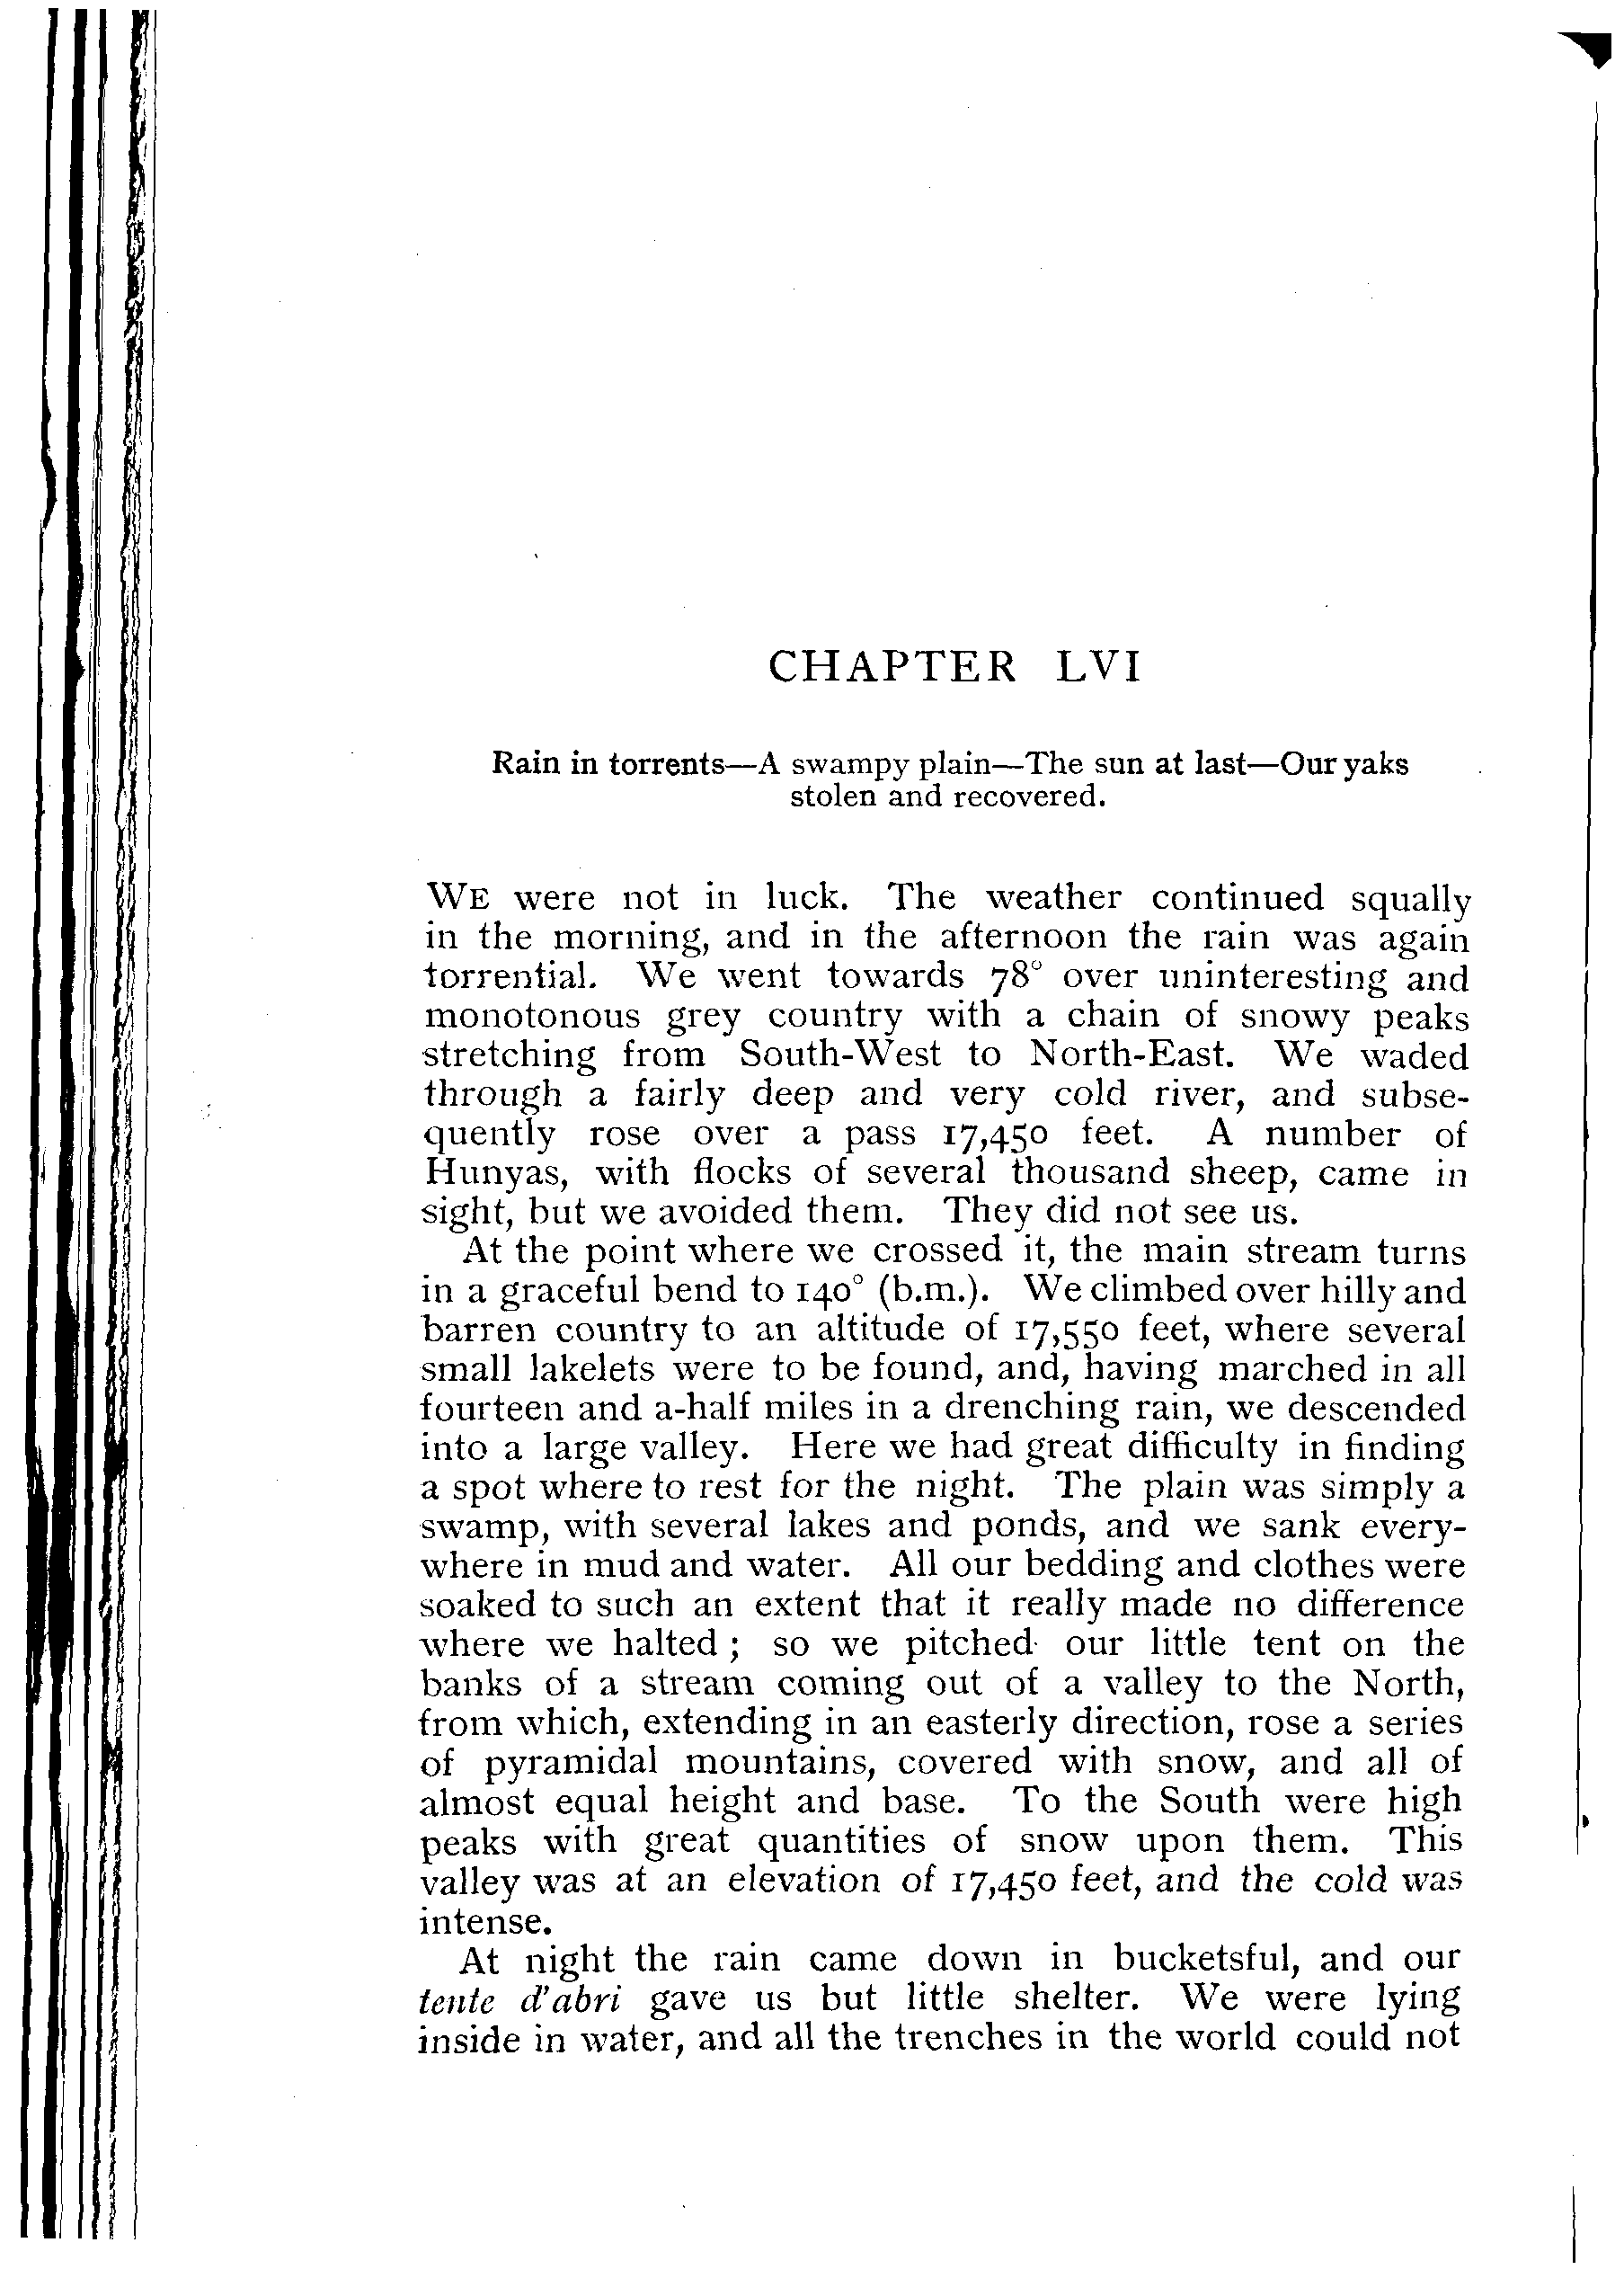 CHAPTER LVI
Rain in torrents—A swampy plain—The sun at last—Our yaks
stolen and recovered.
WE were not in luck. The weather continued squally
in the morning, and in the afternoon the rain was again
torrential. We went towards 78° over uninteresting and
monotonous grey country with a chain of snowy peaks
stretching from South-West to North-East. We waded
through a fairly deep and very cold river, and subse-
quently rose over a pass 17,450 feet. A number of
Hunyas, with flocks of several thousand sheep, came in
sight, but we avoided them. They did not see us.
At the point where we crossed it, the main stream turns
in a graceful bend to 140° (b.m.). We climbed over hilly and
barren country to an altitude of 17,550 feet, where several
small lakelets were to be found, and, having marched in all
fourteen and a-half miles in a drenching rain, we descended
into a large valley. Here we had great difficulty in finding
a spot where to rest for the night. The plain was simply a
swamp, with several lakes and ponds, and we sank every-
where in mud and water. All our bedding and clothes were
soaked to such an extent that it really made no difference
where we halted ; so we pitched our little tent on the
banks of a stream coming out of a valley to the North,
from which, extending in an easterly direction, rose a series
of pyramidal mountains, covered with snow, and all of
almost equal height and base. To the South were high
peaks with great quantities of snow upon them. This
valley was at an elevation of 17,450 feet, and the cold was
intense.
At night the rain came down in bucketsful, and our
tente d'abri gave us but little shelter. We were lying
inside in water, and all the trenches in the world could not